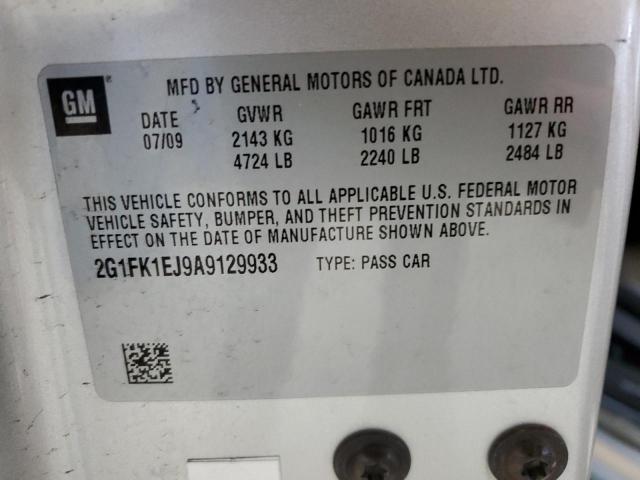 GM
MFD BY GENERAL MOTORS OF CANADA LTD.
DATE GVWR GAWR FRT GAWR RR
07/09 2143 KG 1016 KG 1127 KG
4724 LB 2240 LB 2484 LB
THIS VEHICLE CONFORMS TO ALL APPLICABLE U.S. FEDERAL MOTOR
VEHICLE SAFETY, BUMPER, AND THEFT PREVENTION STANDARDS IN
EFFECT ON THE DATE OF MANUFACTURE SHOWN ABOVE.
2G1FK1EJ9A9129933 TYPE: PASS CAR